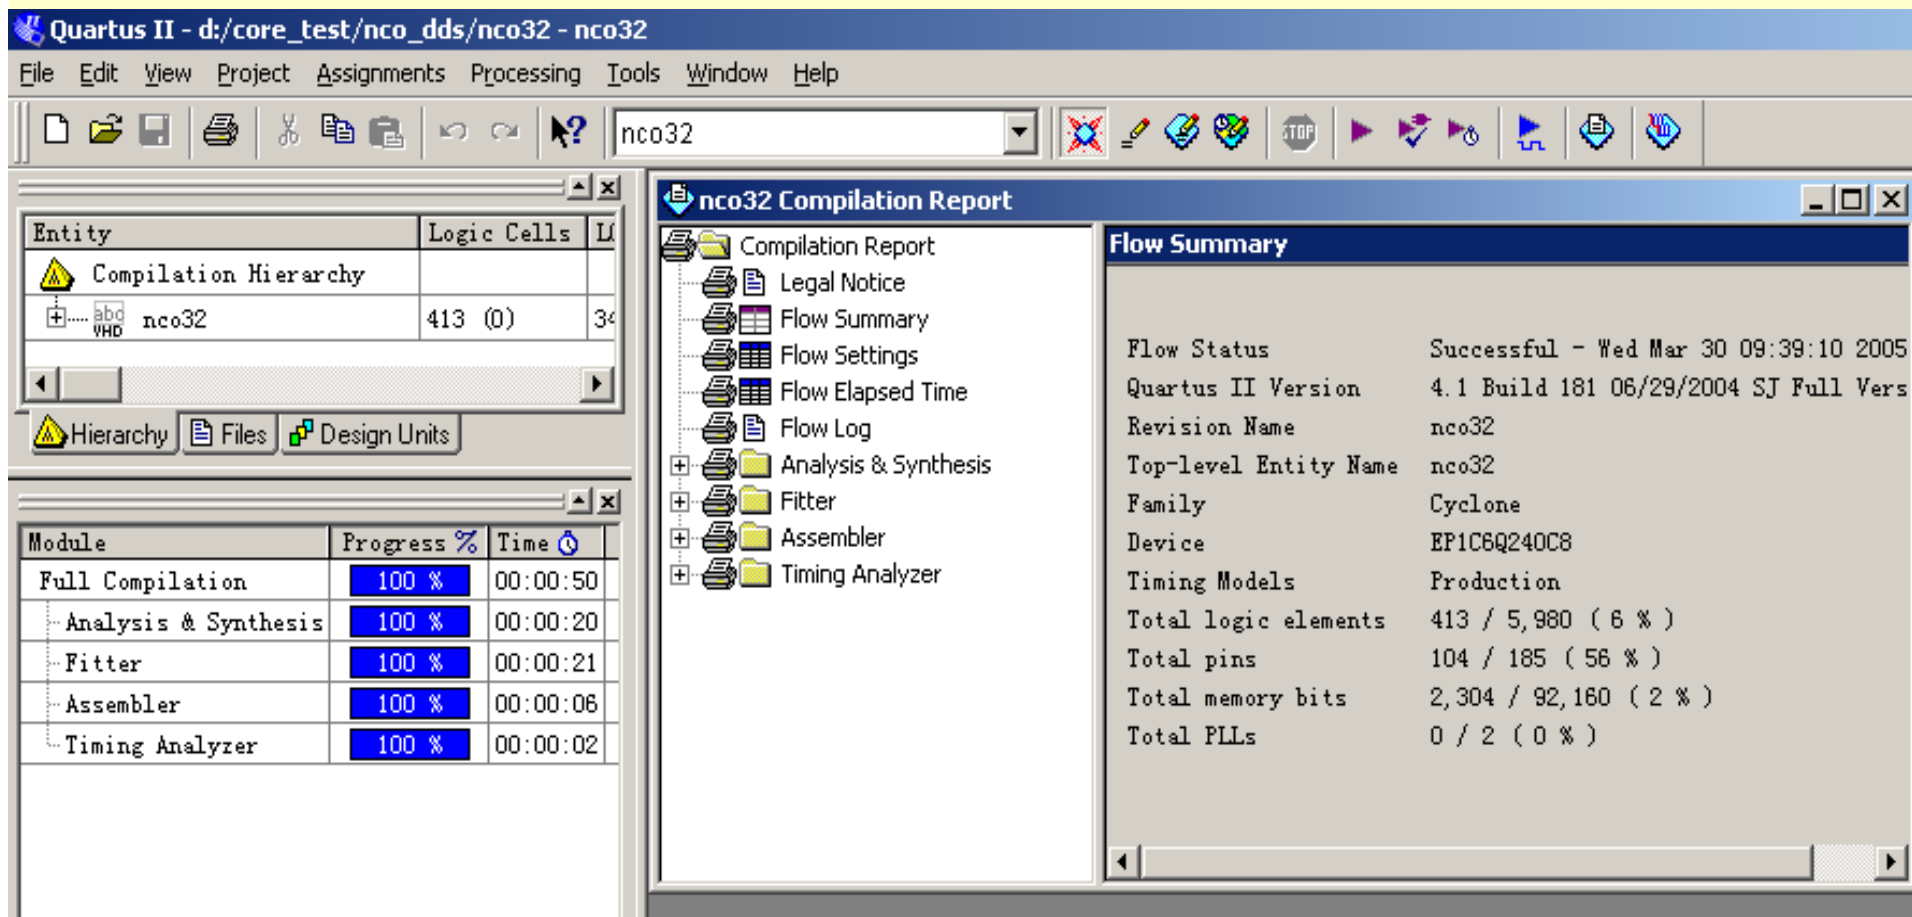 Quartus II - d:/core_test/nco_dds/nco32 - nco32
File Edit View Project Assignments Processing Tools Window Help
nco32
STOP
Entity Logic Cells
Compilation Hierarchy
abc VHD nco32 413 (0) 34
Hierarchy Files Design Units
Module Progress % Time
Full Compilation 100 % 00:00:50
Analysis & Synthesis 100 % 00:00:20
Fitter 100 % 00:00:21
Assembler 100 % 00:00:06
Timing Analyzer 100 % 00:00:02
nco32 Compilation Report
Compilation Report
Legal Notice
Flow Summary
Flow Settings
Flow Elapsed Time
Flow Log
Analysis & Synthesis
Fitter
Assembler
Timing Analyzer
Flow Summary
Flow Status Successful - Wed Mar 30 09:39:10 2005
Quartus II Version 4.1 Build 181 06/29/2004 SJ Full Vers
Revision Name nco32
Top-level Entity Name nco32
Family Cyclone
Device EP1C6Q240C8
Timing Models Production
Total logic elements 413 / 5,980 ( 6 % )
Total pins 104 / 185 ( 56 % )
Total memory bits 2,304 / 92,160 ( 2 % )
Total PLLs 0 / 2 ( 0 % )